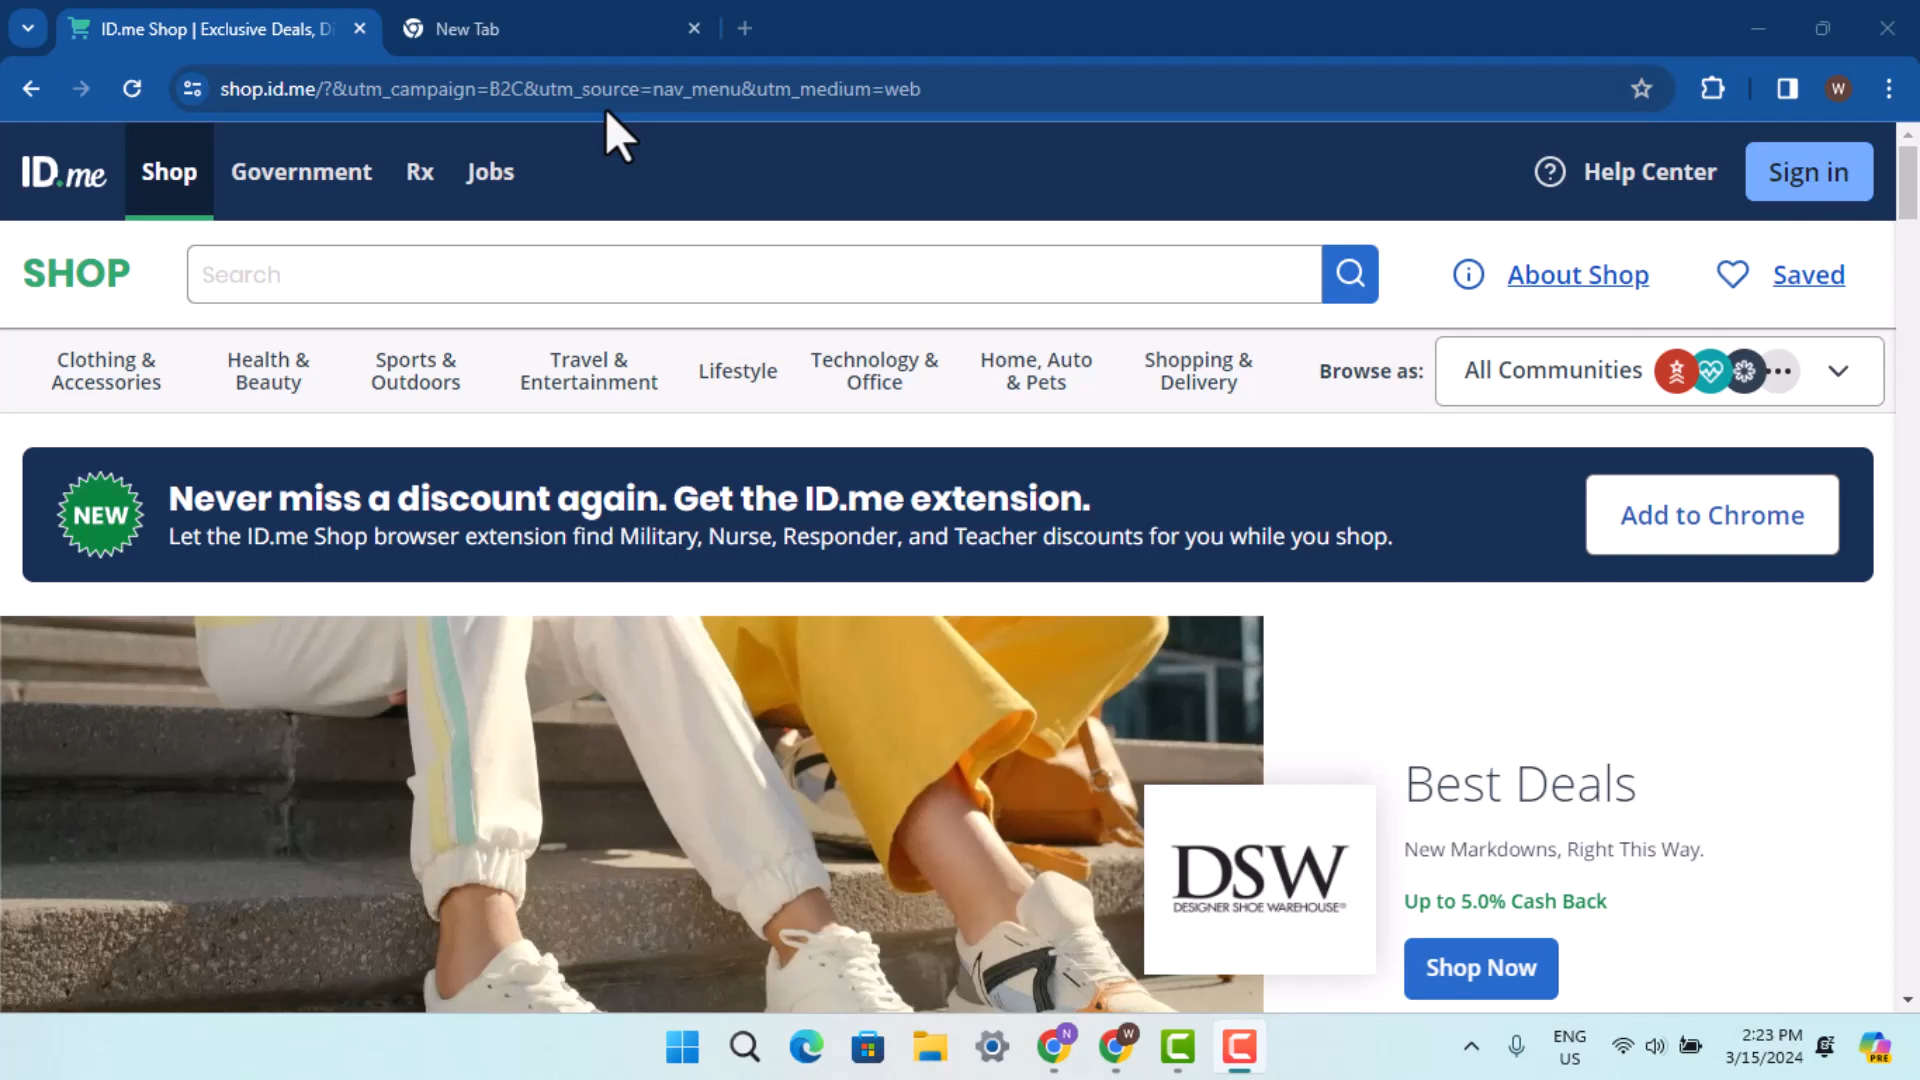 ID.me Shop | Exclusive Deals, D
New Tab
shop.id.me/?&utm_campaign=B2C&utm_source=nav_menu&utm_medium=web
W
ID.me
Shop
Government
Rx
Jobs
Help Center
Sign in
SHOP
Search
About Shop
Saved
Clothing &
Accessories
Health &
Beauty
Sports &
Outdoors
Travel &
Entertainment
Lifestyle
Technology &
Office
Home, Auto
& Pets
Shopping &
Delivery
Browse as:
All Communities
NEW
Never miss a discount again. Get the ID.me extension.
Let the ID.me Shop browser extension find Military, Nurse, Responder, and Teacher discounts for you while you shop.
Add to Chrome
DSW
DESIGNER SHOE WAREHOUSE®
Best Deals
New Markdowns, Right This Way.
Up to 5.0% Cash Back
Shop Now
N
W
ENG
US
2:23 PM
3/15/2024
PRE